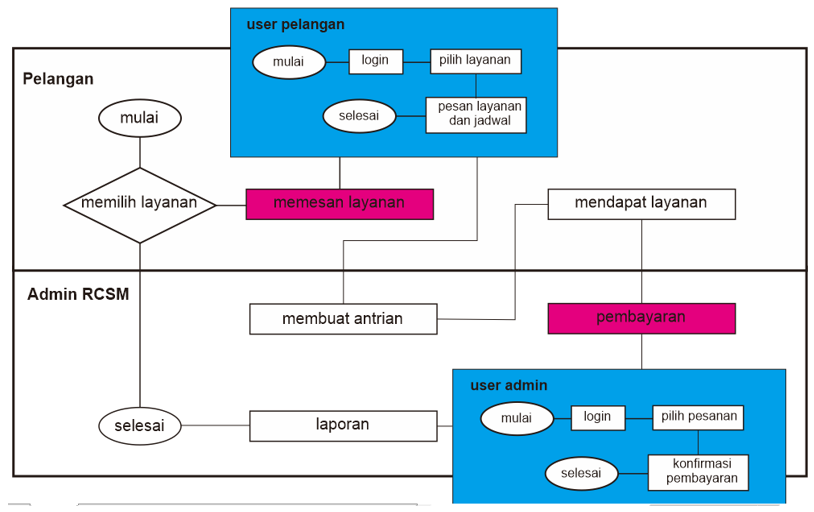 user pelangan
mulai
login
pilih layanan
selesai
pesan layanan
dan jadwal
Pelangan
mulai
memilih layanan
memesan layanan
mendapat layanan
Admin RCSM
membuat antrian
pembayaran
user admin
mulai
login
pilih pesanan
selesai
konfirmasi
pembayaran
selesai
laporan